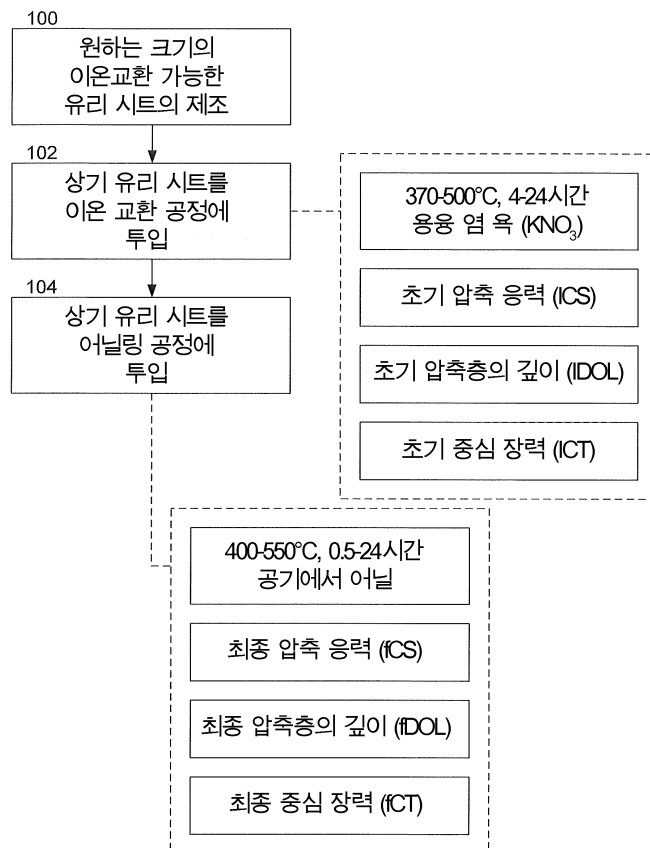 100
원하는 크기의
이온교환 가능한
유리 시트의 제조
102
상기 유리 시트를
이온 교환 공정에
투입
104
상기 유리 시트를
어닐링 공정에
투입
370-500°C, 4-24시간
용융 염 욕 (KNO₃)
초기 압축 응력 (ICS)
초기 압축층의 깊이 (IDOL)
초기 중심 장력 (ICT)
400-550°C, 0.5-24시간
공기에서 어닐
최종 압축 응력 (fCS)
최종 압축층의 깊이 (fDOL)
최종 중심 장력 (fCT)